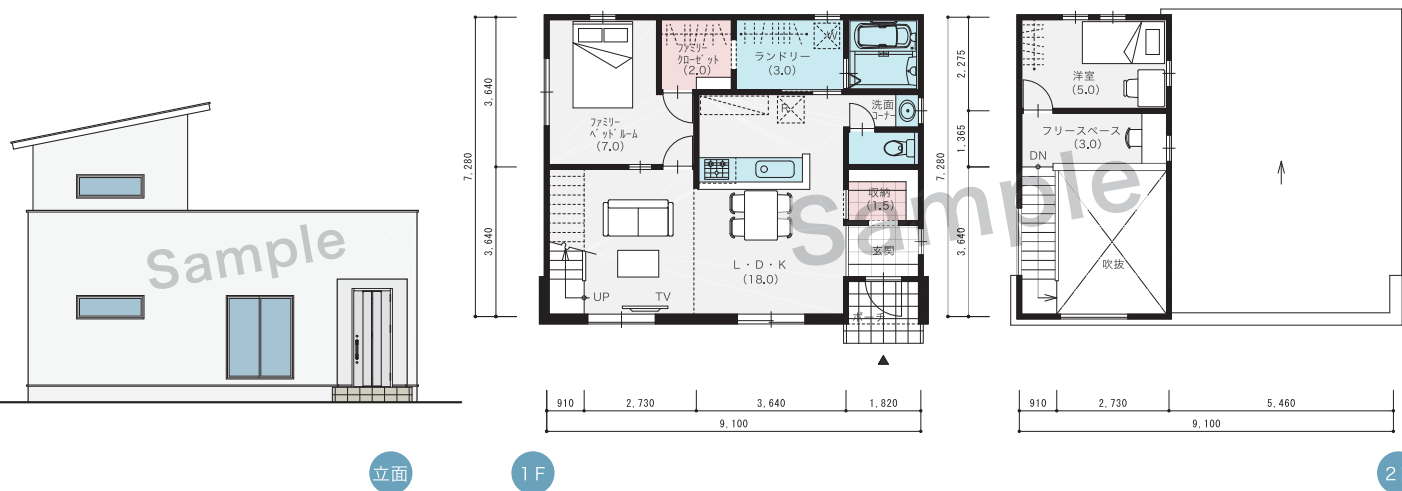 Sample
立面
7,280
3,640
3,640
ファミリー
クローゼット
(2.0)
ランドリー
(3.0)
W
ファミリー
ベッドルーム
(7.0)
R
洗面
コーナー
収納
(1.5)
玄関
L・D・K
(18.0)
UP
TV
ポーチ
Sample
910
2,730
3,640
1,820
9,100
1F
7,280
2,275
1,365
3,640
洋室
(5.0)
フリースペース
(3.0)
DN
吹抜
910
2,730
5,460
9,100
2